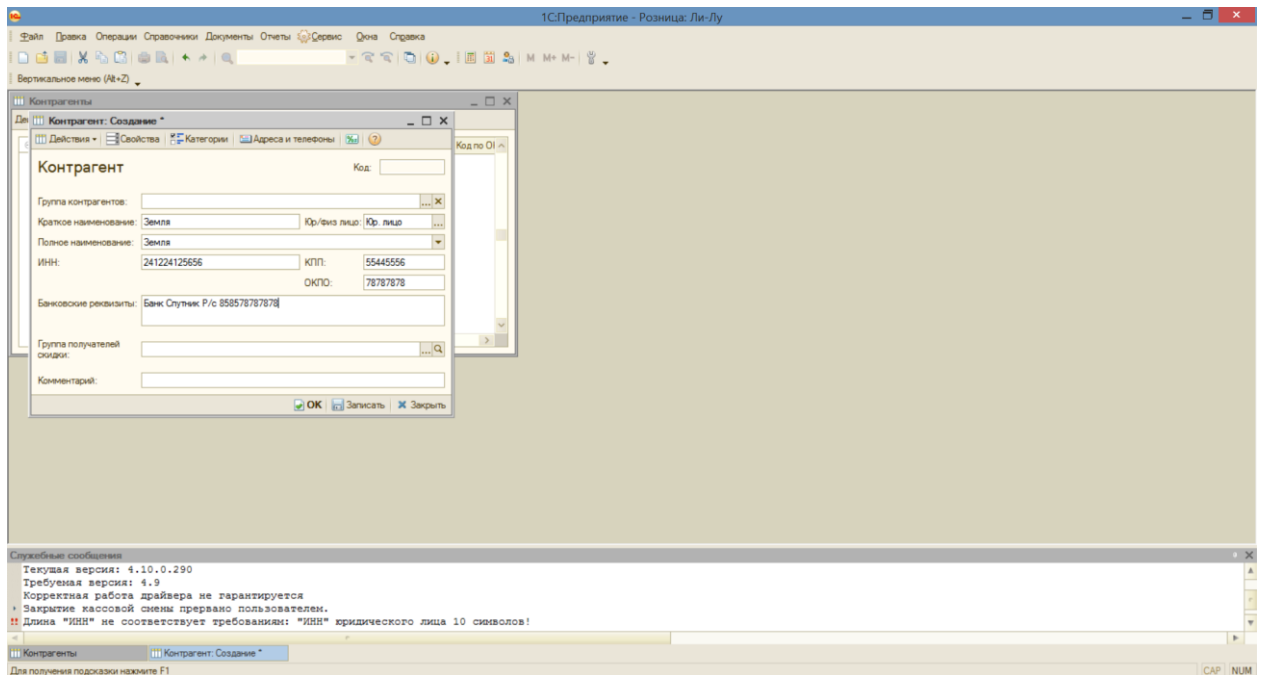 1С:Предприятие - Розница: Ли-Лу
Файл Правка Операции Справочники Документы Отчеты Сервис Окна Справка
31 M M+ M-
Вертикальное меню (Alt+Z)
Контрагенты
Контрагент: Создание *
Действия Свойства Категории Адреса и телефоны
Код по О
Контрагент Код:
Группа контрагентов: ...
Краткое наименование: Земля Юр/физ лицо: Юр. лицо ...
Полное наименование: Земля
ИНН: 241224125656 КПП: 55445556
ОКПО: 78787878
Банковские реквизиты: Банк Спутник Р/с 858578787878
Группа получателей
скидки: ...
Комментарий:
OK Записать Закрыть
Служебные сообщения
Текущая версия: 4.10.0.290
Требуемая версия: 4.9
Корректная работа драйвера не гарантируется
Закрытие кассовой смены прервано пользователем.
!! Длина "ИНН" не соответствует требованиям: "ИНН" юридического лица 10 символов!
Контрагенты Контрагент: Создание *
Для получения подсказки нажмите F1 CAP NUM